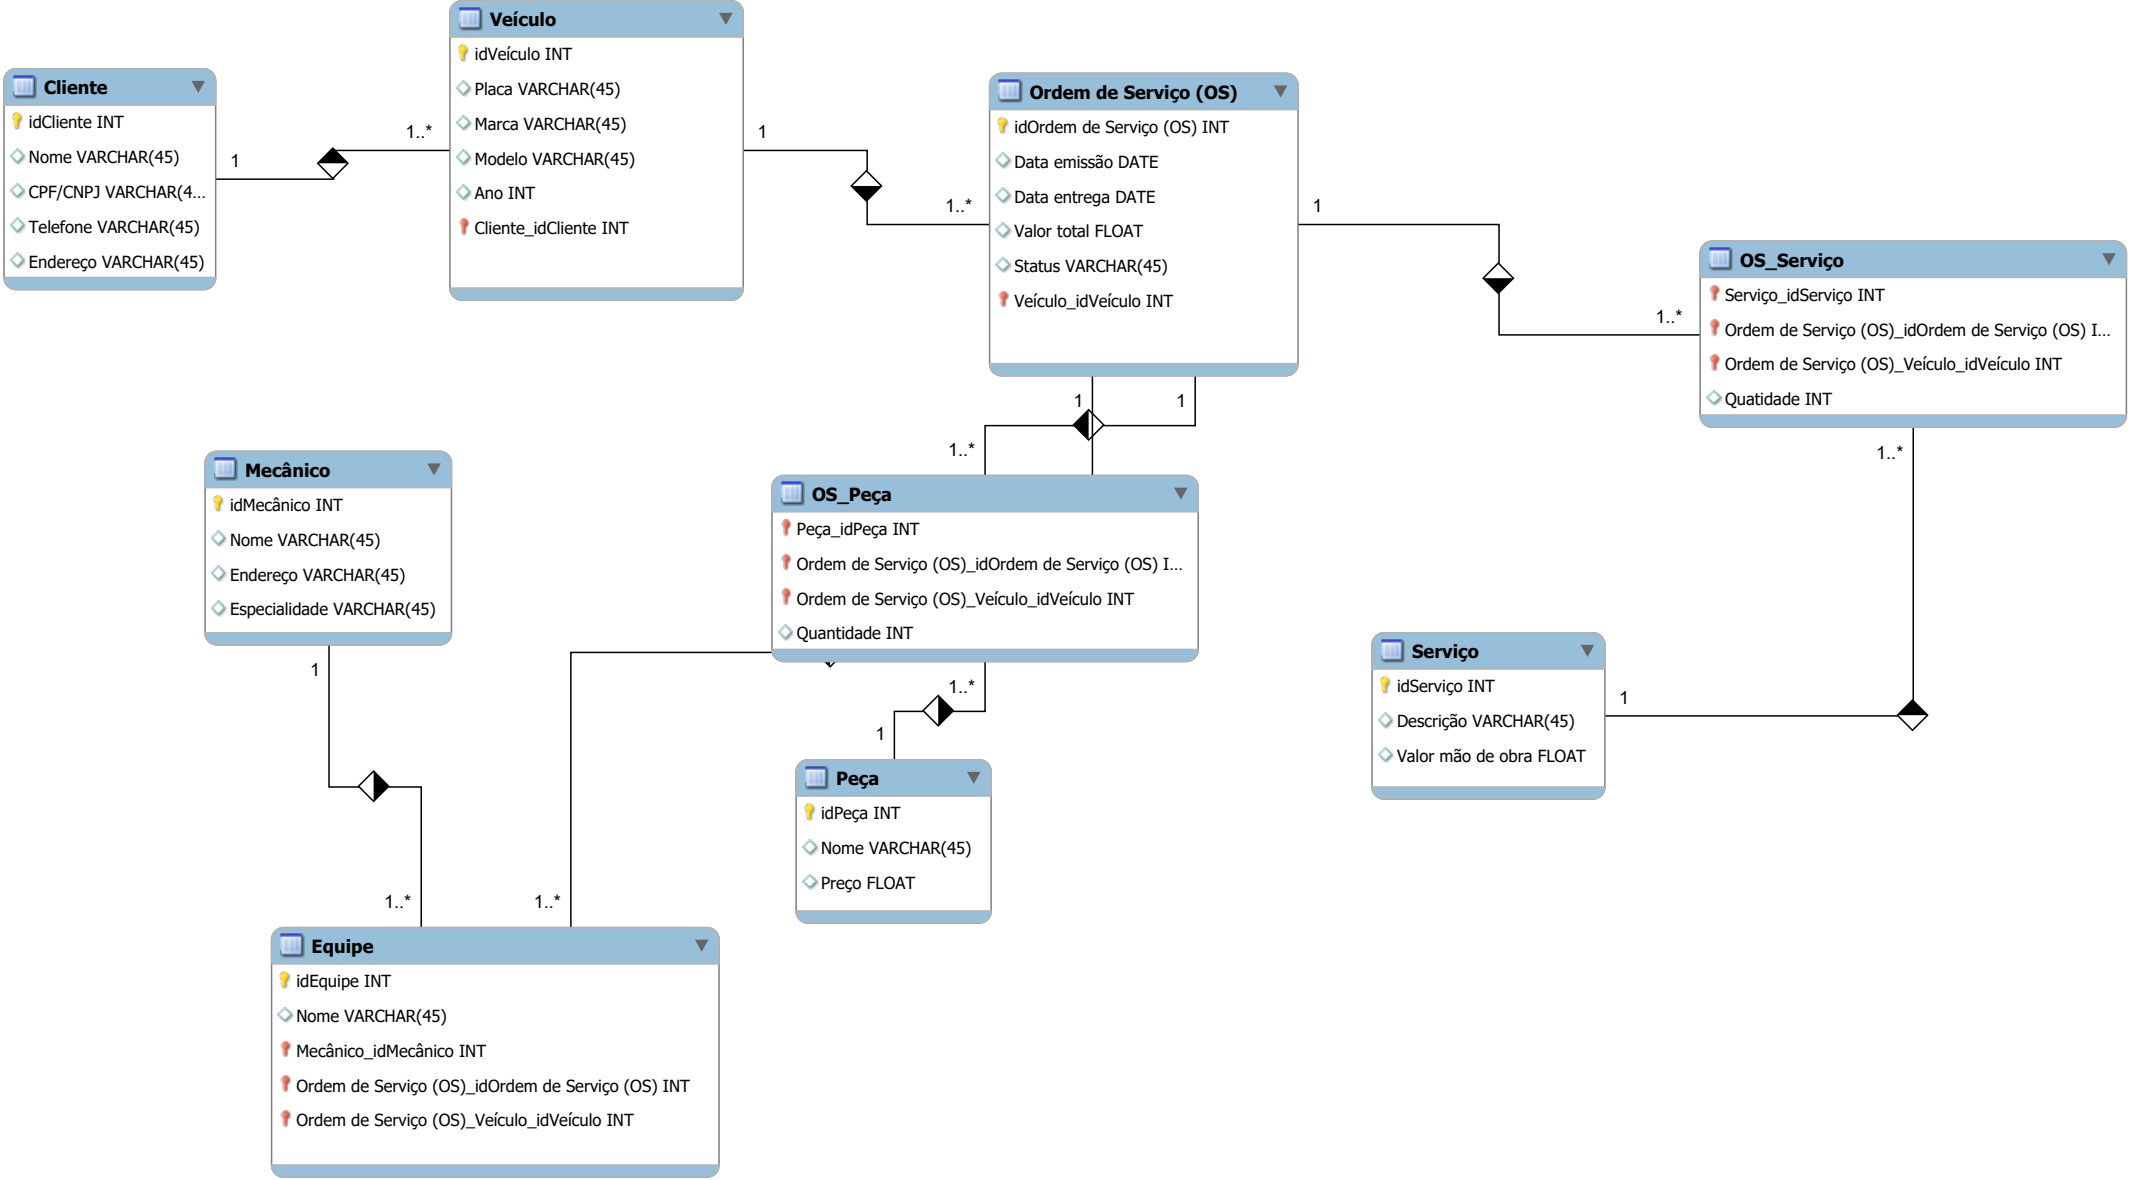 Cliente
idCliente INT
Nome VARCHAR(45)
CPF/CNPJ VARCHAR(4...
Telefone VARCHAR(45)
Endereço VARCHAR(45)
1
1..*
Veículo
idVeículo INT
Placa VARCHAR(45)
Marca VARCHAR(45)
Modelo VARCHAR(45)
Ano INT
Cliente_idCliente INT
1
1..*
Ordem de Serviço (OS)
idOrdem de Serviço (OS) INT
Data emissão DATE
Data entrega DATE
Valor total FLOAT
Status VARCHAR(45)
Veículo_idVeículo INT
1
1..*
OS_Serviço
Serviço_idServiço INT
Ordem de Serviço (OS)_idOrdem de Serviço (OS) I...
Ordem de Serviço (OS)_Veículo_idVeículo INT
Quatidade INT
1..*
1
1
1..*
Mecânico
idMecânico INT
Nome VARCHAR(45)
Endereço VARCHAR(45)
Especialidade VARCHAR(45)
1
OS_Peça
Peça_idPeça INT
Ordem de Serviço (OS)_idOrdem de Serviço (OS) I...
Ordem de Serviço (OS)_Veículo_idVeículo INT
Quantidade INT
1..*
1
Serviço
idServiço INT
Descrição VARCHAR(45)
Valor mão de obra FLOAT
1
Peça
idPeça INT
Nome VARCHAR(45)
Preço FLOAT
1..*
1..*
Equipe
idEquipe INT
Nome VARCHAR(45)
Mecânico_idMecânico INT
Ordem de Serviço (OS)_idOrdem de Serviço (OS) INT
Ordem de Serviço (OS)_Veículo_idVeículo INT